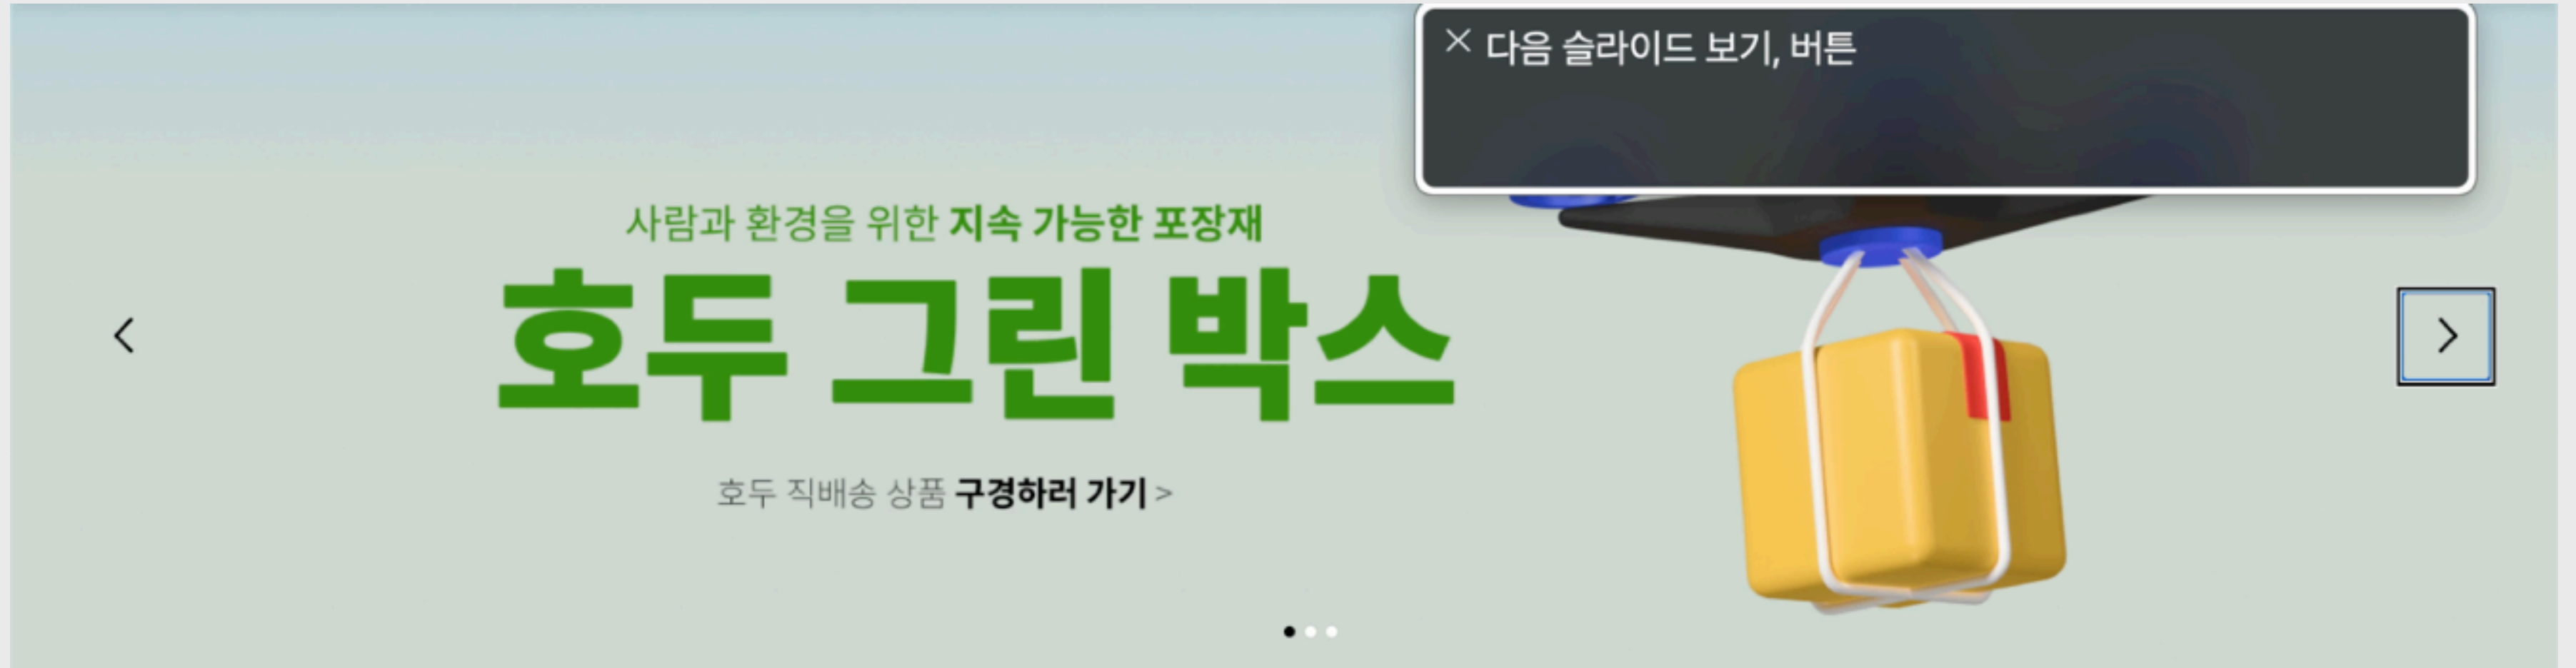 다음 슬라이드 보기, 버튼
사람과 환경을 위한 지속 가능한 포장재
호두 그린 박스
호두 직배송 상품 구경하러 가기 >